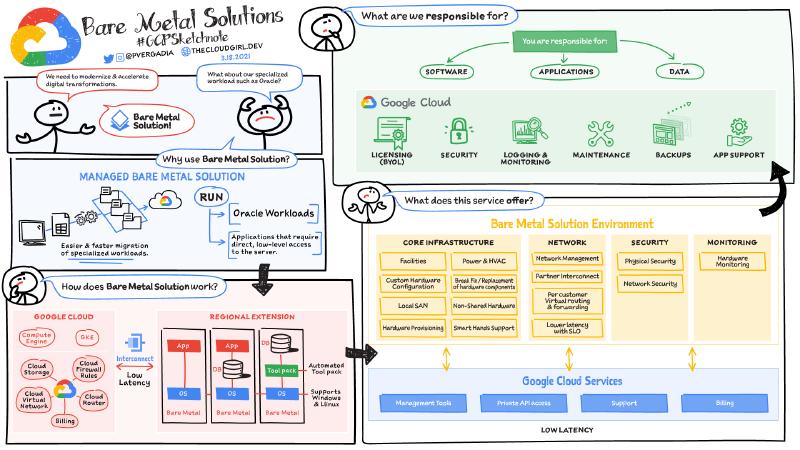 Bare Metal Solutions
#GCPSketchnote
@PVERGADIA
THECLOUDGIRL.DEV
3.18.2021
We need to modernize & accelerate
digital transformations.
What about our specialized
workload such as Oracle?
Bare Metal
Solution!
Why use Bare Metal Solution?
MANAGED BARE METAL SOLUTION
Easier & faster migration
of specialized workloads.
RUN
Oracle Workloads
Applications that require
direct, low-level access
to the server.
How does Bare Metal Solution work?
GOOGLE CLOUD
Compute
Engine
GKE
Cloud
Storage
Cloud
Firewall
Rules
Cloud
Virtual
Network
Cloud
Router
Billing
Interconnect
Low
Latency
REGIONAL EXTENSION
App
OS
Bare Metal
App
DB
OS
Bare Metal
DB
Tool pack
OS
Bare Metal
Automated
Tool pack
Supports
Windows
& Linux
What are we responsible for?
You are responsible for:
SOFTWARE
APPLICATIONS
DATA
Google Cloud
LICENSING
(BYOL)
SECURITY
LOGGING &
MONITORING
MAINTENANCE
BACKUPS
APP SUPPORT
What does this service offer?
Bare Metal Solution Environment
CORE INFRASTRUCTURE
Facilities
Power & HVAC
Custom Hardware
Configuration
Break Fix / Replacement
of hardware components
Local SAN
Non-Shared Hardware
Hardware Provisioning
Smart Hands Support
NETWORK
Network Management
Partner Interconnect
Per customer
Virtual routing
& forwarding
Lower latency
with SLO
SECURITY
Physical Security
Network Security
MONITORING
Hardware
Monitoring
Google Cloud Services
Management Tools
Private API access
Support
Billing
LOW LATENCY